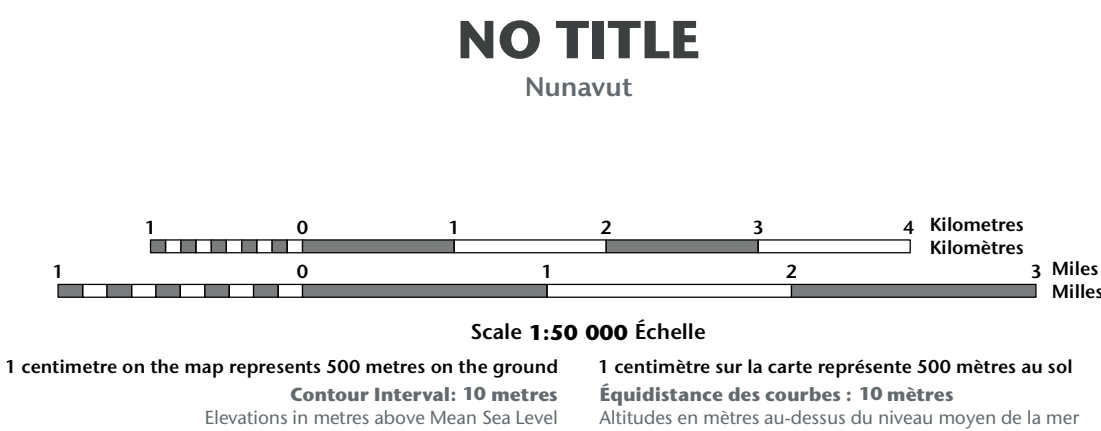 NO TITLE
Nunavut
1 0 1 2 3 4 Kilometres
Kilomètres
1 0 1 2 3 Miles
Milles
Scale 1:50 000 Échelle
1 centimetre on the map represents 500 metres on the ground
Contour Interval: 10 metres
Elevations in metres above Mean Sea Level
1 centimètre sur la carte représente 500 mètres au sol
Équidistance des courbes : 10 mètres
Altitudes en mètres au-dessus du niveau moyen de la mer